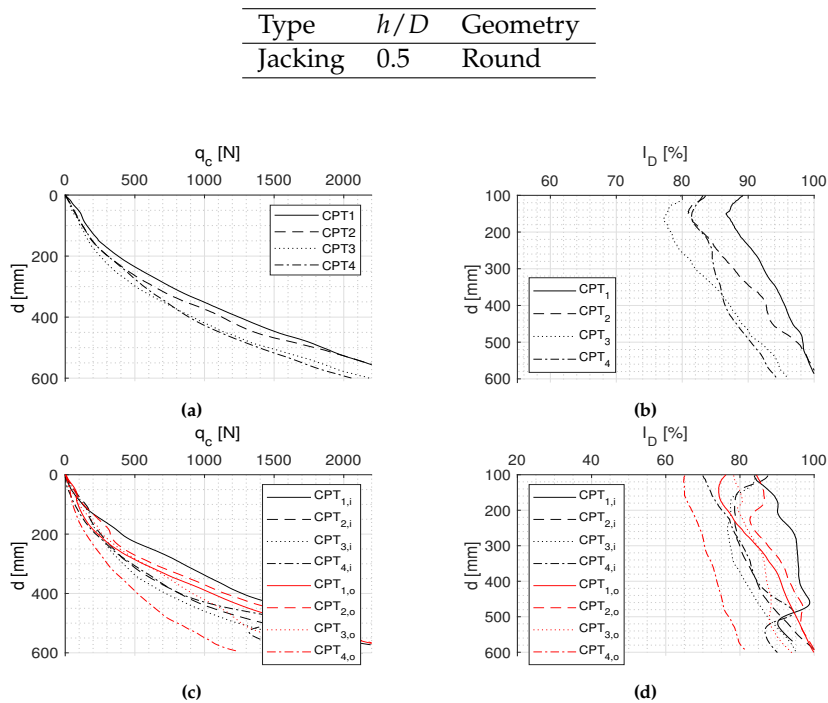 Type h/D Geometry
Jacking 0.5 Round
q_c [N]
0 500 1000 1500 2000
0
200
400
600
d [mm]
CPT1
CPT2
CPT3
CPT4
(a)
I_D [%]
60 70 80 90 100
100
200
300
400
500
600
d [mm]
CPT_1
CPT_2
CPT_3
CPT_4
(b)
q_c [N]
0 500 1000 1500 2000
0
200
400
600
d [mm]
CPT_1,i
CPT_2,i
CPT_3,i
CPT_4,i
CPT_1,o
CPT_2,o
CPT_3,o
CPT_4,o
(c)
I_D [%]
20 40 60 80 100
100
200
300
400
500
600
d [mm]
CPT_1,i
CPT_2,i
CPT_3,i
CPT_4,i
CPT_1,o
CPT_2,o
CPT_3,o
CPT_4,o
(d)